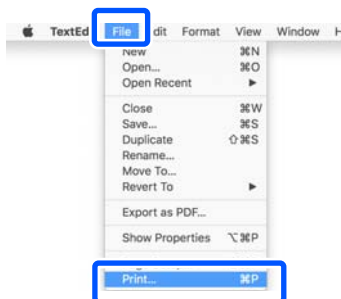 TextEd File dit Format View Window H
New ⌘N
Open... ⌘O
Open Recent ▶
Close ⌘W
Save... ⌘S
Duplicate ⇧⌘S
Rename...
Move To...
Revert To ▶
Export as PDF...
Show Properties ⌥⌘P
Print... ⌘P